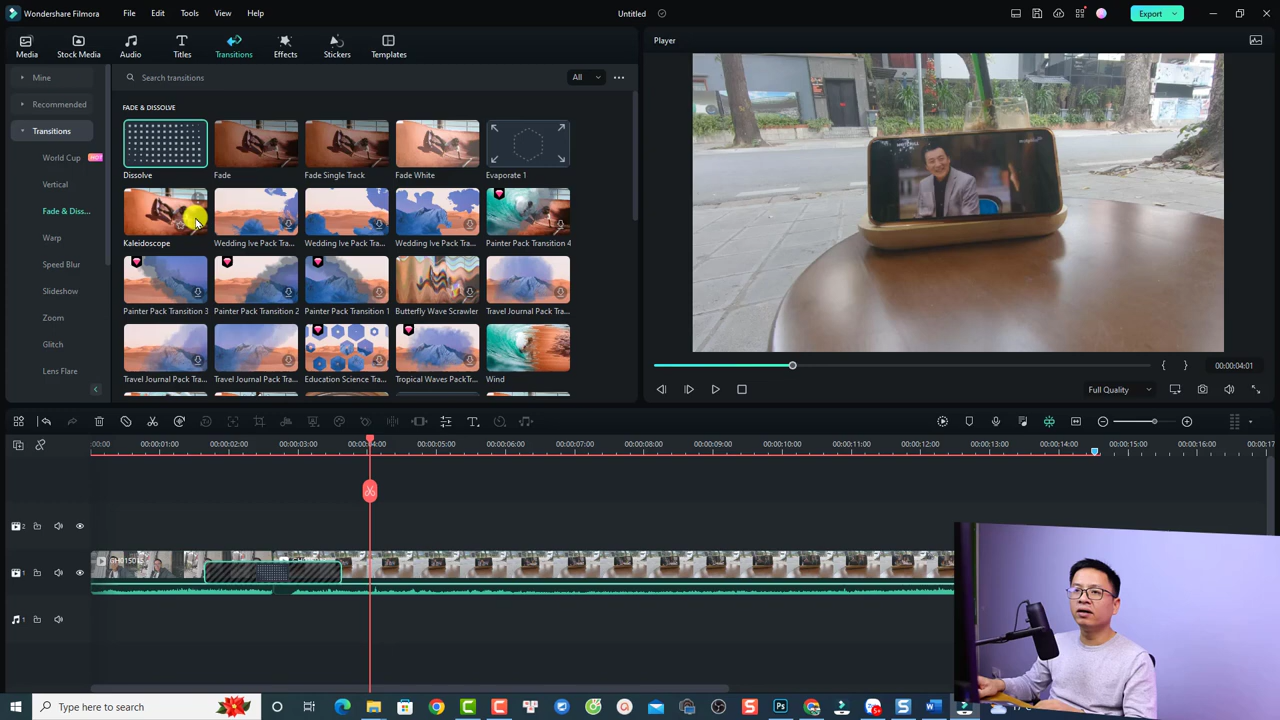 Wondershare Filmora File Edit Tools View Help Untitled Export
Media Stock Media Audio Titles Transitions Effects Stickers Templates
Player
Mine
Recommended
Transitions
World Cup HOT
Vertical
Fade & Diss...
Warp
Speed Blur
Slideshow
Zoom
Glitch
Lens Flare
Search transitions All
FADE & DISSOLVE
Dissolve Fade Fade Single Track Fade White Evaporate 1
Kaleidoscope Wedding Ive Pack Tra... Wedding Ive Pack Tra... Wedding Ive Pack Tra... Painter Pack Transition 4
Painter Pack Transition 3 Painter Pack Transition 2 Painter Pack Transition 1 Butterfly Wave Scrawler Travel Journal Pack Tra...
Travel Journal Pack Tra... Travel Journal Pack Tra... Education Science Tra... Tropical Waves PackTr... Wind
{ } 00:00:04:01
Full Quality
:00:00 00:00:01:00 00:00:02:00 00:00:03:00 00:00:04:00 00:00:05:00 00:00:06:00 00:00:07:00 00:00:08:00 00:00:09:00 00:00:10:00 00:00:11:00 00:00:12:00 00:00:13:00 00:00:14:00 00:00:15:00 00:00:16:00 00:00:17
2
1
1
Type here to search